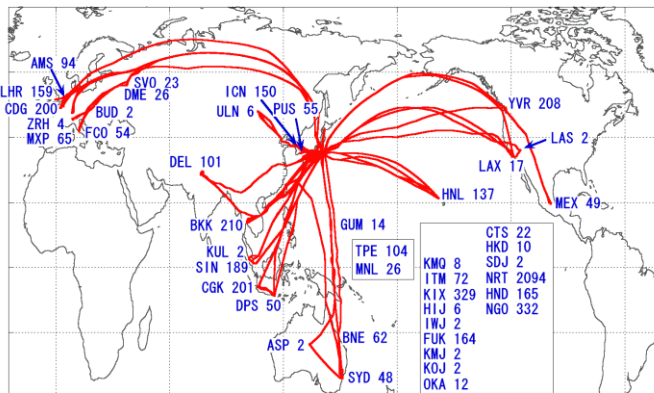 AMS 94
SVO 23
DME 26
LHR 159
CDG 200
BUD 2
ZRH 4
FCO 54
MXP 65
ICN 150
PUS 55
ULN 6
YVR 208
LAS 2
LAX 17
DEL 101
HNL 137
MEX 49
BKK 210
GUM 14
KUL 2
SIN 189
TPE 104
MNL 26
CGK 201
DPS 50
ASP 2
BNE 62
SYD 48
CTS 22
HKD 10
KMQ 8
SDJ 2
ITM 72
NRT 2094
KIX 329
HND 165
HIJ 6
NGO 332
IWJ 2
FUK 164
KMJ 2
KOJ 2
OKA 12